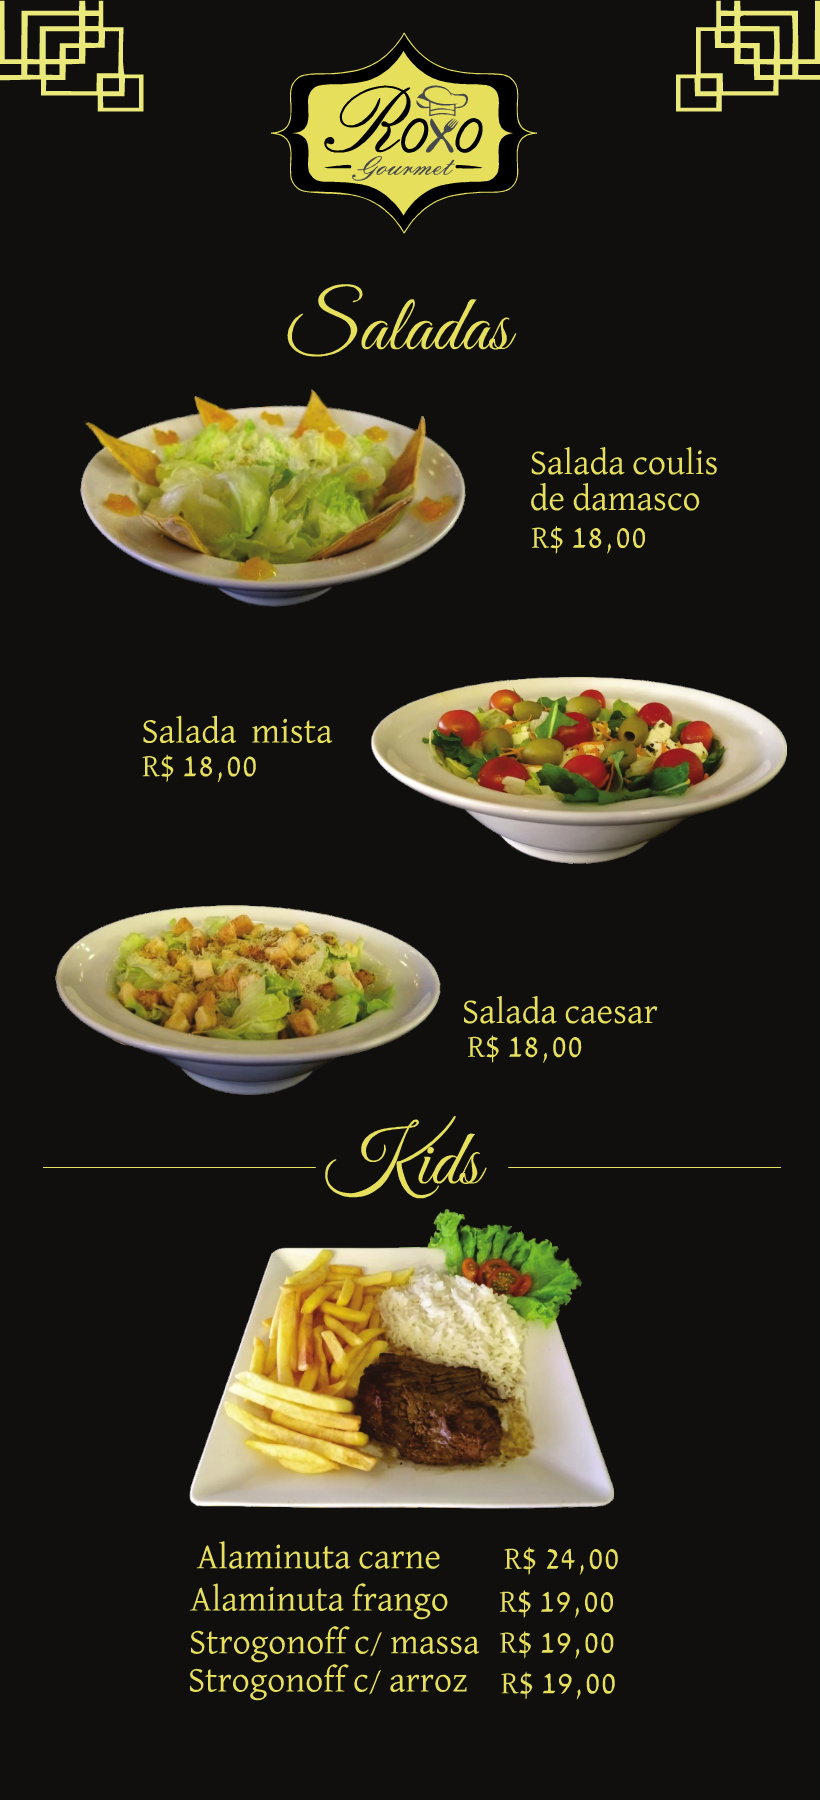 Roxo
Gourmet
Saladas
Salada coulis
de damasco
R$ 18,00
Salada mista
R$ 18,00
Salada caesar
R$ 18,00
Kids
Alaminuta carne R$ 24,00
Alaminuta frango R$ 19,00
Strogonoff c/ massa R$ 19,00
Strogonoff c/ arroz R$ 19,00